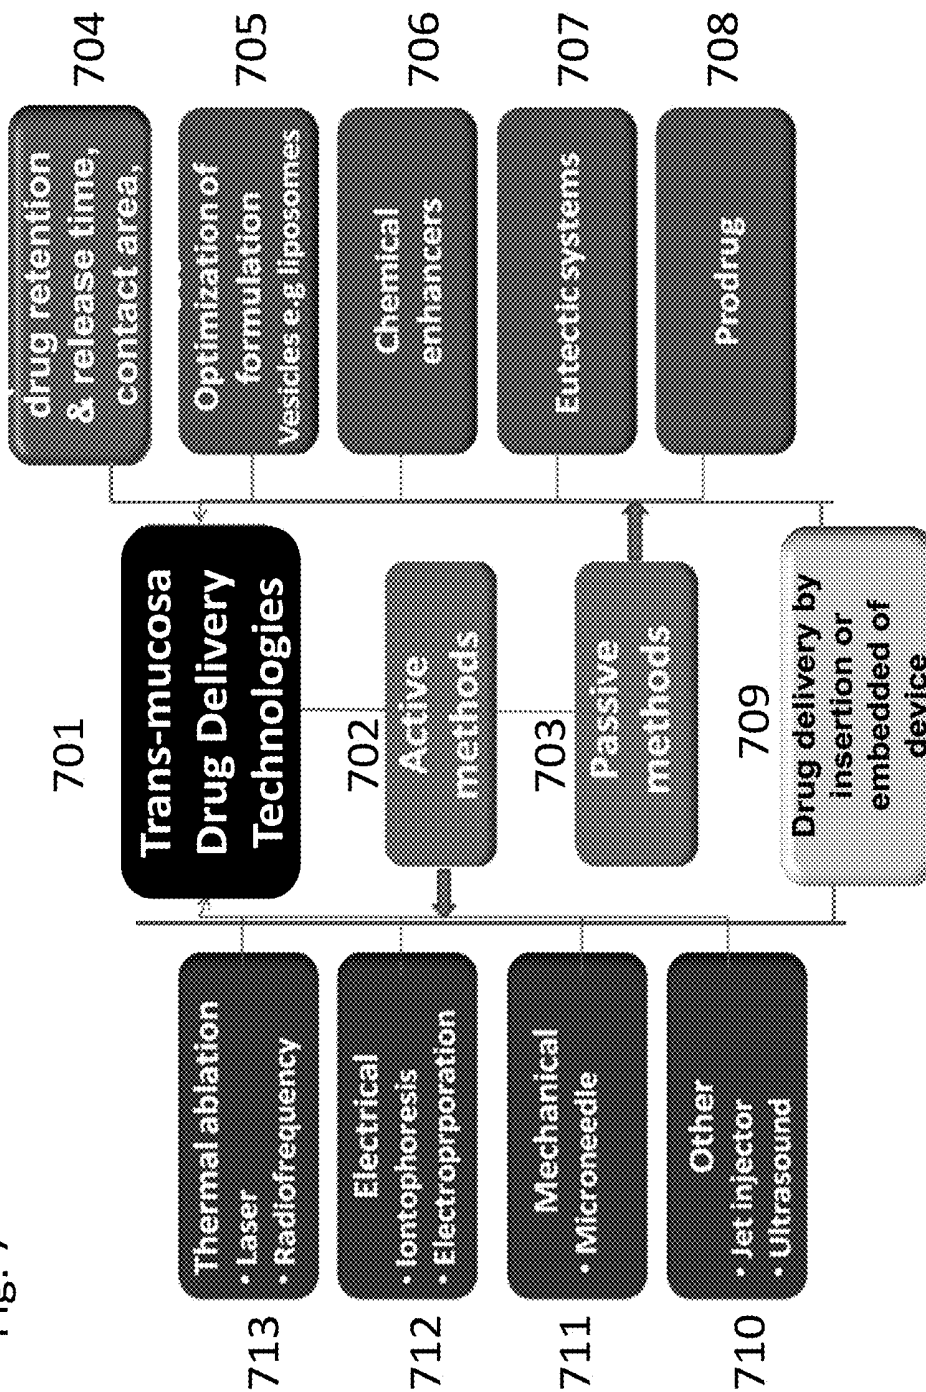 Fig. 7
701
Trans-mucosa
Drug Delivery
Technologies
702
Active
methods
703
Passive
methods
709
Drug delivery by
insertion or
embedded of
device
713
Thermal ablation
• Laser
• Radiofrequency
712
Electrical
• Iontophoresis
• Electroprporation
711
Mechanical
• Microneedle
710
Other
• Jet injector
• Ultrasound
704
drug retention
& release time,
contact area,
705
Optimization of
formulation
Vesicles e.g liposomes
706
Chemical
enhancers
707
Eutectic systems
708
Prodrug